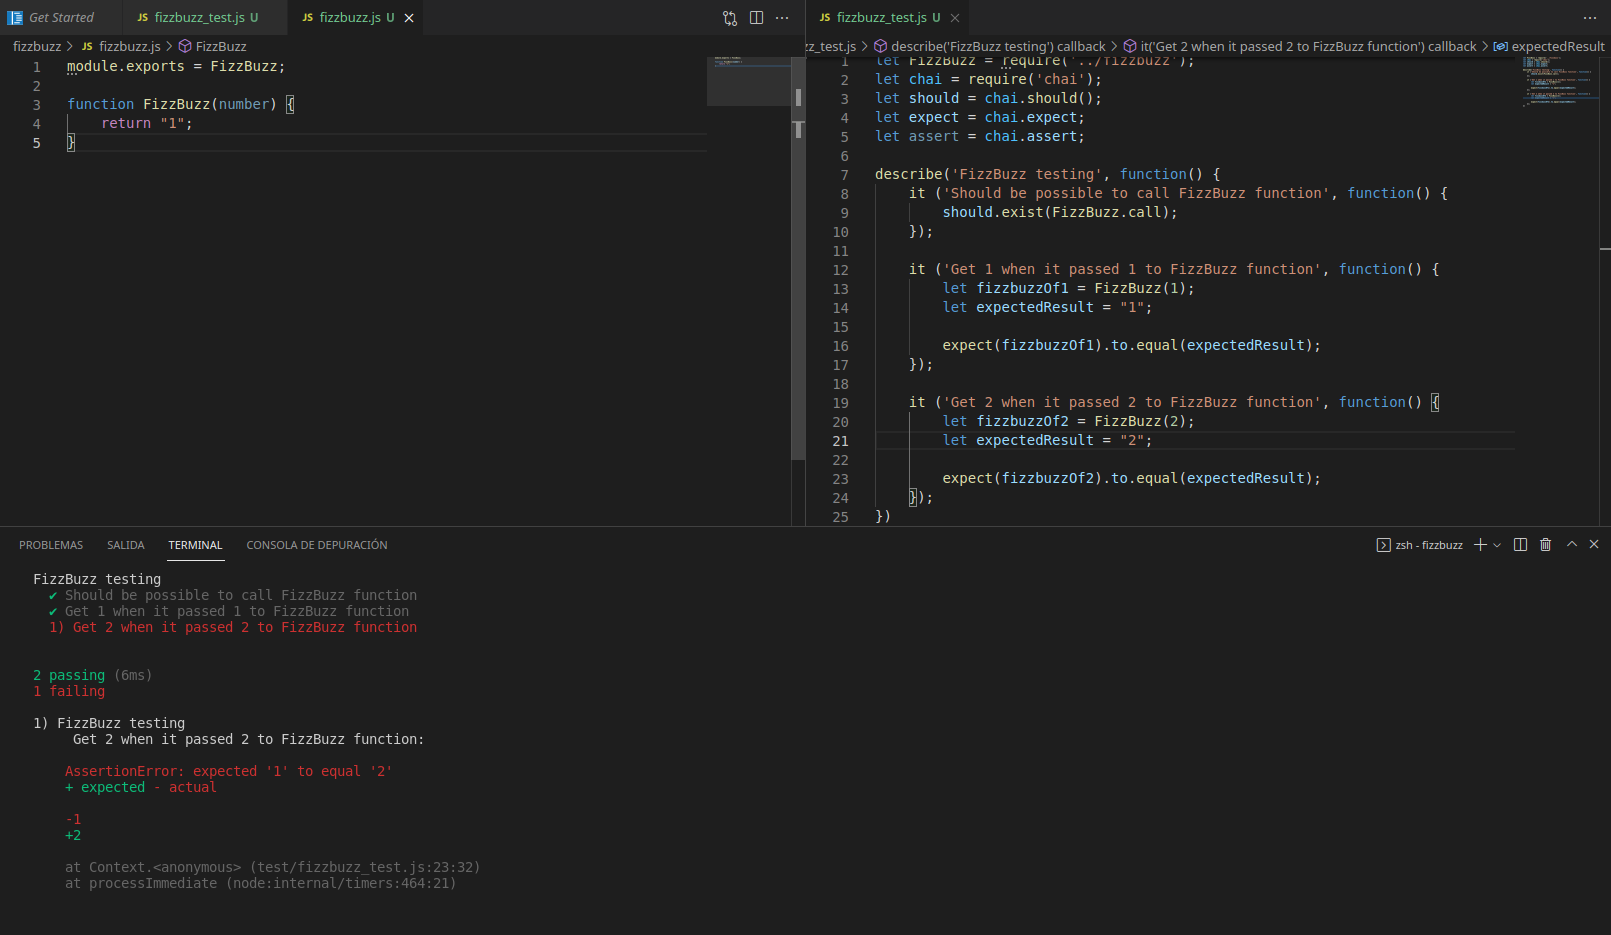 Get Started
JS fizzbuzz_test.js U
JS fizzbuzz.js U
fizzbuzz > JS fizzbuzz.js > FizzBuzz
1 module.exports = FizzBuzz;
2
3 function FizzBuzz(number) {
4 return "1";
5 }
JS fizzbuzz_test.js U
zz_test.js > describe('FizzBuzz testing') callback > it('Get 2 when it passed 2 to FizzBuzz function') callback > expectedResult
1 let FizzBuzz = require('../fizzbuzz');
2 let chai = require('chai');
3 let should = chai.should();
4 let expect = chai.expect;
5 let assert = chai.assert;
6
7 describe('FizzBuzz testing', function() {
8 it ('Should be possible to call FizzBuzz function', function() {
9 should.exist(FizzBuzz.call);
10 });
11
12 it ('Get 1 when it passed 1 to FizzBuzz function', function() {
13 let fizzbuzzOf1 = FizzBuzz(1);
14 let expectedResult = "1";
15
16 expect(fizzbuzzOf1).to.equal(expectedResult);
17 });
18
19 it ('Get 2 when it passed 2 to FizzBuzz function', function() {
20 let fizzbuzzOf2 = FizzBuzz(2);
21 let expectedResult = "2";
22
23 expect(fizzbuzzOf2).to.equal(expectedResult);
24 });
25 })
PROBLEMAS SALIDA TERMINAL CONSOLA DE DEPURACIÓN
zsh - fizzbuzz
FizzBuzz testing
✔ Should be possible to call FizzBuzz function
✔ Get 1 when it passed 1 to FizzBuzz function
1) Get 2 when it passed 2 to FizzBuzz function
2 passing (6ms)
1 failing
1) FizzBuzz testing
Get 2 when it passed 2 to FizzBuzz function:
AssertionError: expected '1' to equal '2'
+ expected - actual
-1
+2
at Context.<anonymous> (test/fizzbuzz_test.js:23:32)
at processImmediate (node:internal/timers:464:21)